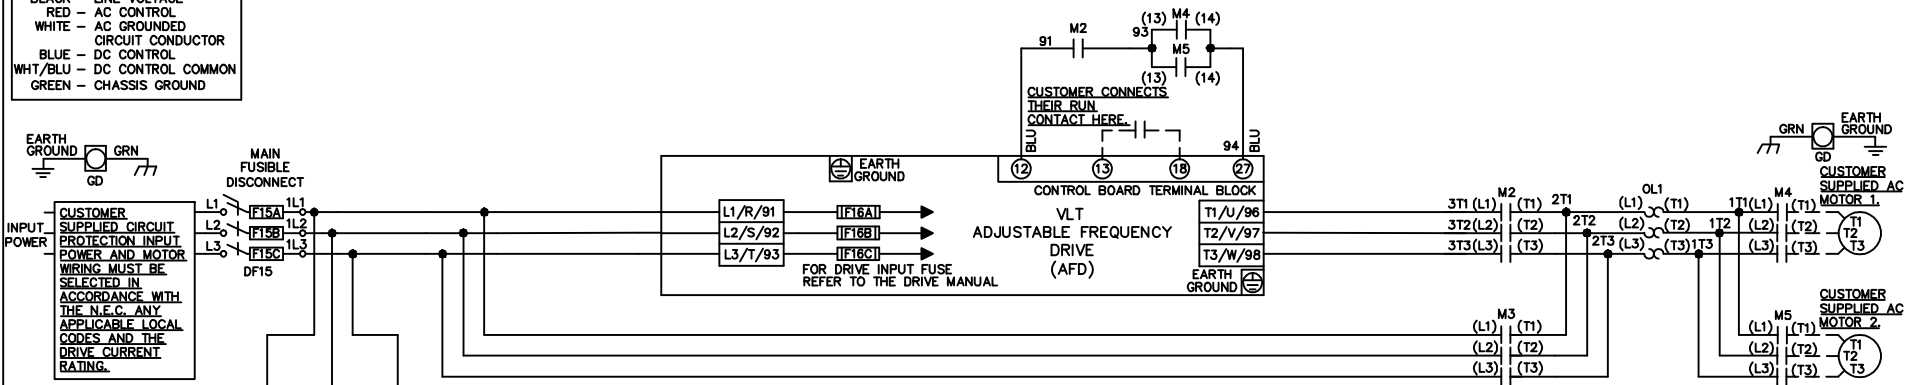 RED – AC CONTROL
WHITE – AC GROUNDED
CIRCUIT CONDUCTOR
BLUE – DC CONTROL
WHT/BLU – DC CONTROL COMMON
GREEN – CHASSIS GROUND
EARTH
GROUND
GRN
GD
MAIN
FUSIBLE
DISCONNECT
INPUT
POWER
CUSTOMER
SUPPLIED CIRCUIT
PROTECTION INPUT
POWER AND MOTOR
WIRING MUST BE
SELECTED IN
ACCORDANCE WITH
THE N.E.C. ANY
APPLICABLE LOCAL
CODES AND THE
DRIVE CURRENT
RATING.
L1 F15A 1L1
L2 F15B 1L2
L3 F15C 1L3
DF15
91 M2 93
(13) M4 (14)
M5
(13) (14)
CUSTOMER CONNECTS
THEIR RUN
CONTACT HERE.
BLU
94 BLU
12 13 18 27
CONTROL BOARD TERMINAL BLOCK
EARTH
GROUND
L1/R/91 F16A
L2/S/92 F16B
L3/T/93 F16C
FOR DRIVE INPUT FUSE
REFER TO THE DRIVE MANUAL
VLT
ADJUSTABLE FREQUENCY
DRIVE
(AFD)
T1/U/96
T2/V/97
T3/W/98
EARTH
GROUND
M2
3T1 (L1) (T1) 2T1
3T2 (L2) (T2) 2T2
3T3 (L3) (T3) 2T3
OL1
(L1) (T1) 1T1
(L2) (T2) 1T2
(L3) (T3) 1T3
M4
(L1) (T1)
(L2) (T2)
(L3) (T3)
T1
T2
T3
GRN
GD
EARTH
GROUND
CUSTOMER
SUPPLIED AC
MOTOR 1.
M3
(L1) (T1)
(L2) (T2)
(L3) (T3)
M5
(L1) (T1)
(L2) (T2)
(L3) (T3)
T1
T2
T3
CUSTOMER
SUPPLIED AC
MOTOR 2.